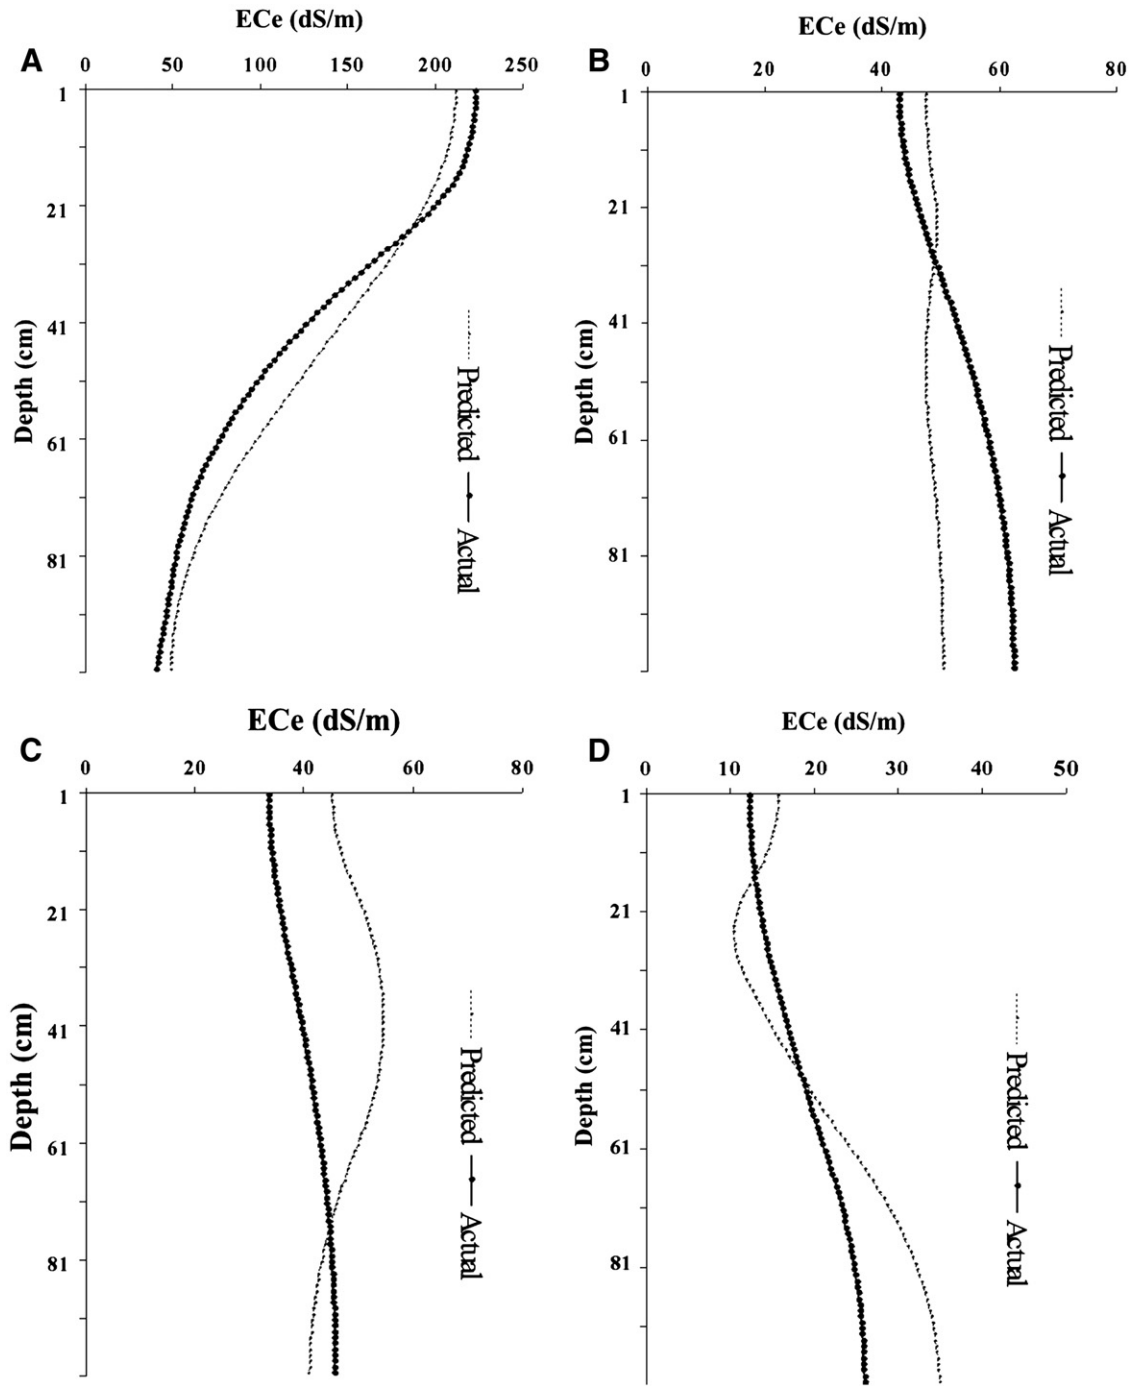 ECe (dS/m)
A
0 50 100 150 200 250
1
21
41
61
81
Depth (cm)
Predicted Actual
ECe (dS/m)
B
0 20 40 60 80
1
21
41
61
81
Depth (cm)
Predicted Actual
ECe (dS/m)
C
0 20 40 60 80
1
21
41
61
81
Depth (cm)
Predicted Actual
ECe (dS/m)
D
0 10 20 30 40 50
1
21
41
61
81
Depth (cm)
Predicted Actual